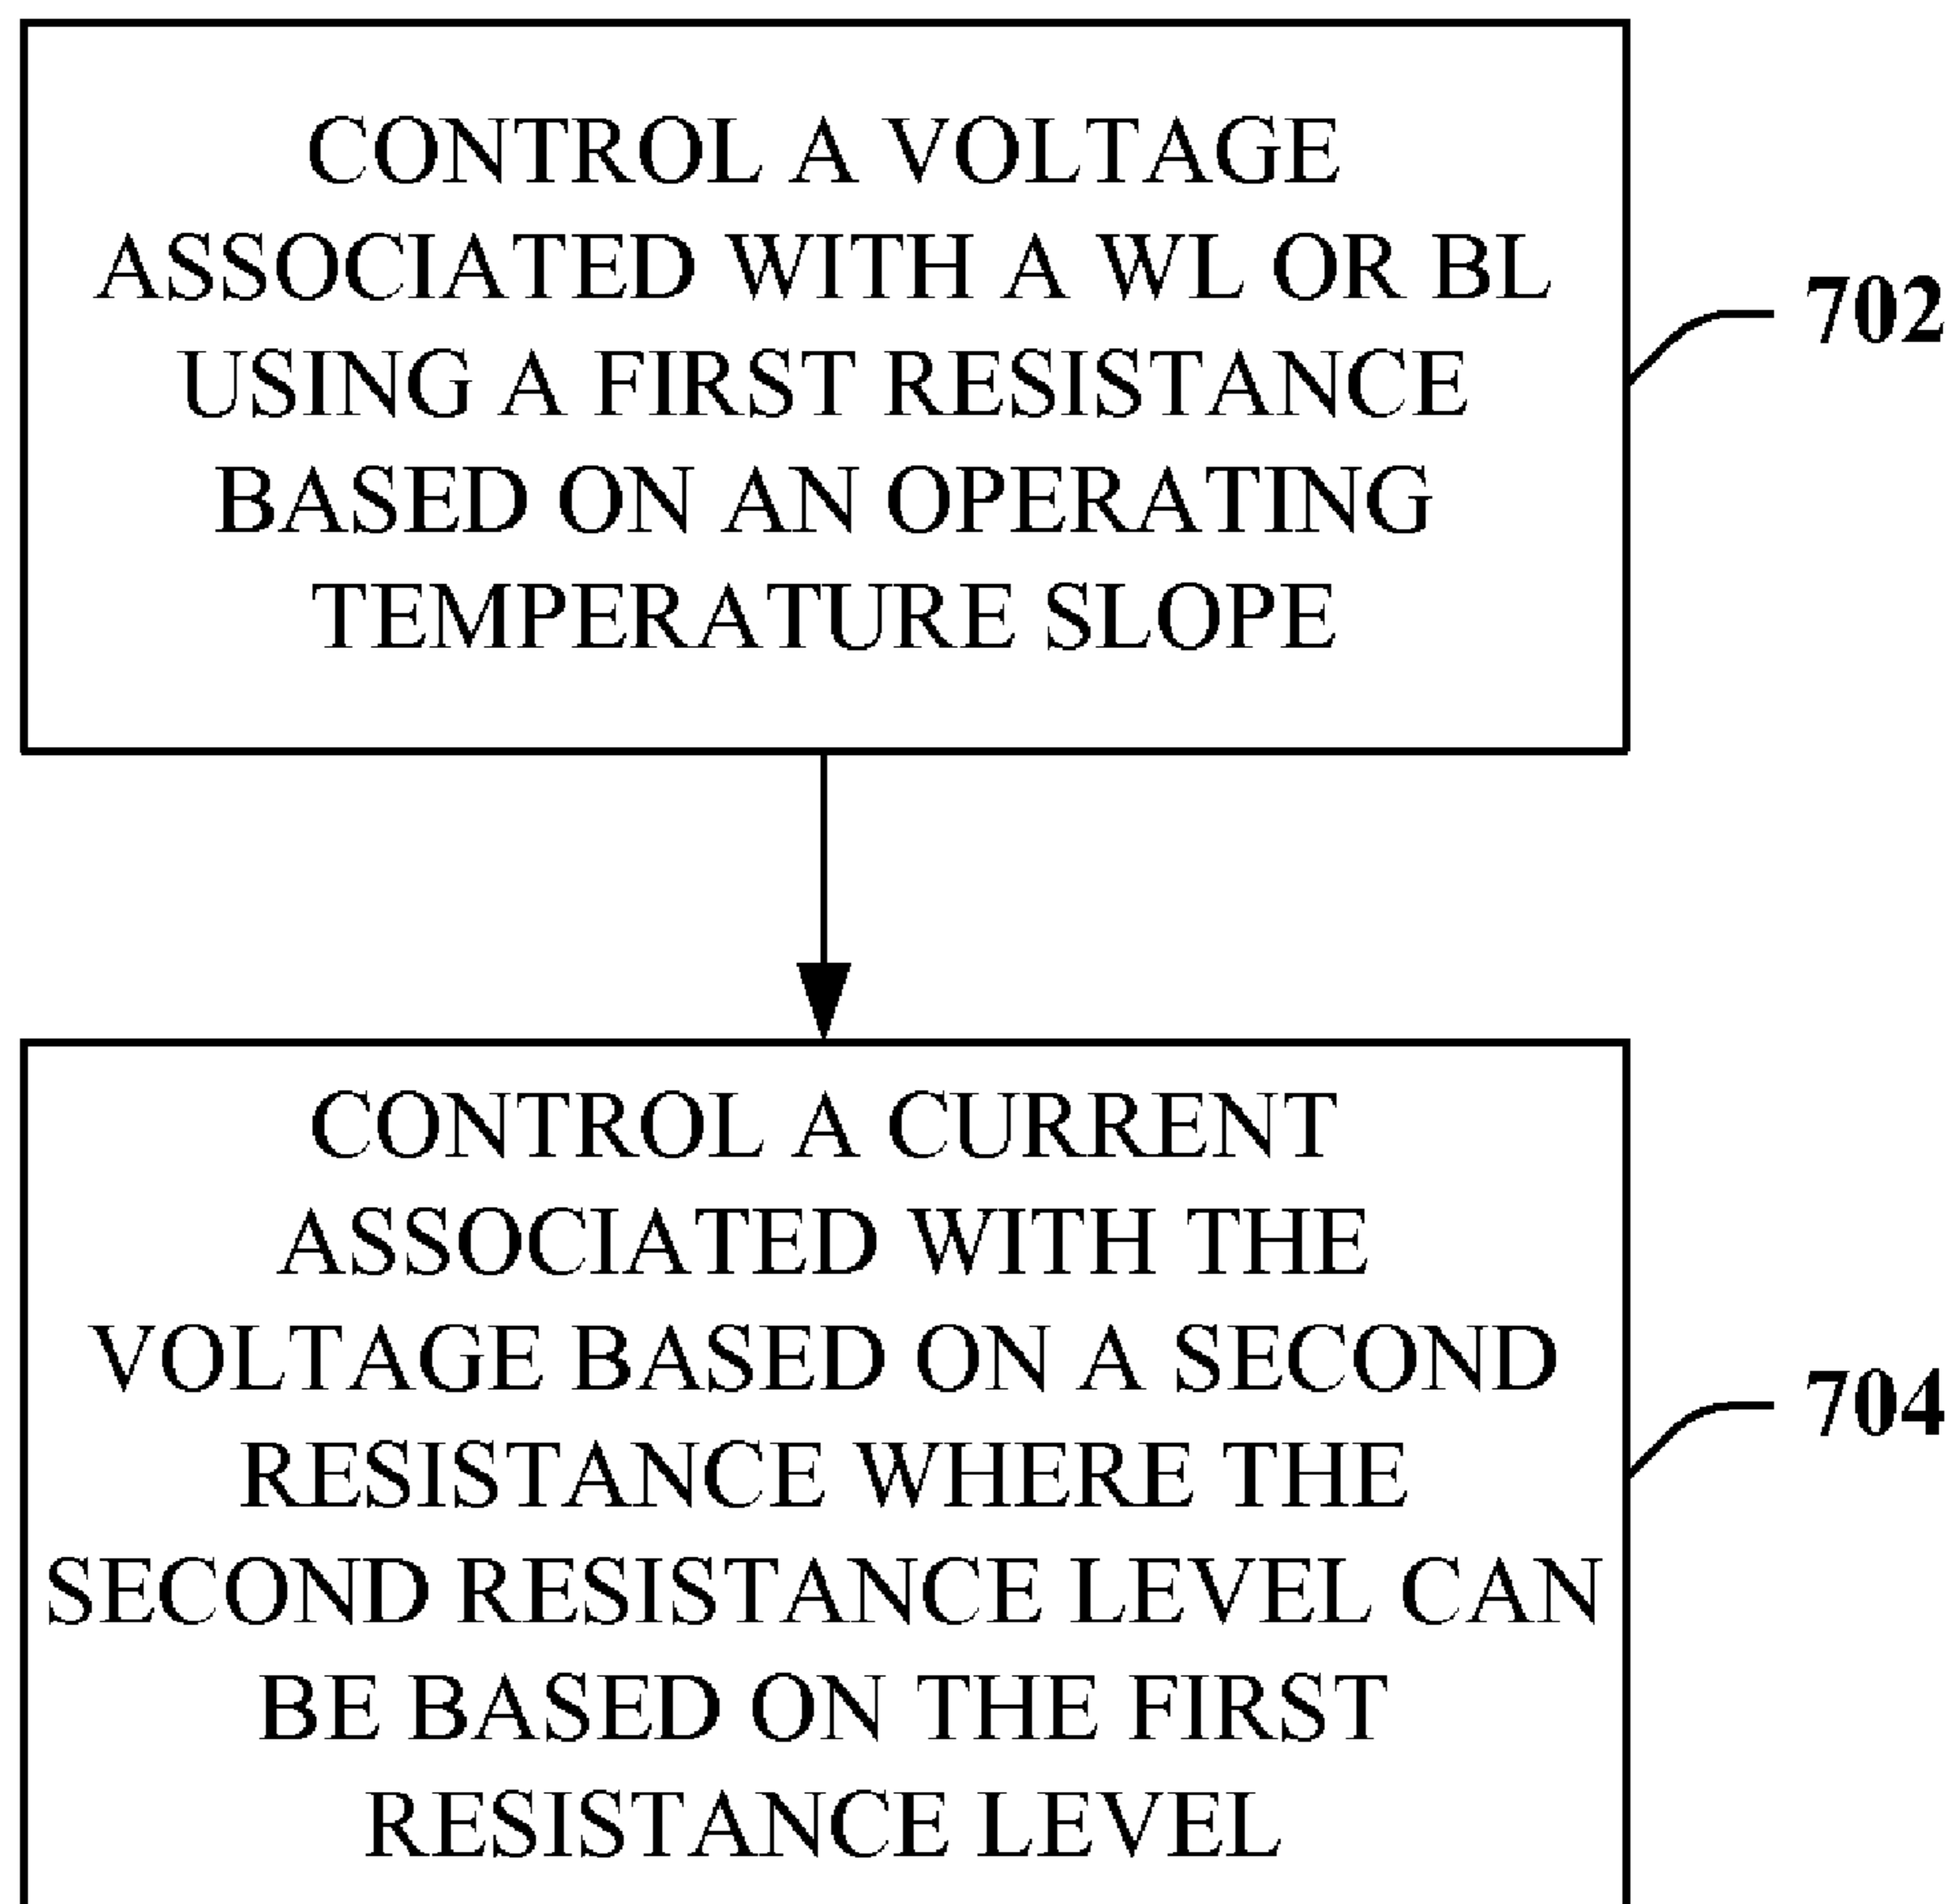 CONTROL A VOLTAGE
ASSOCIATED WITH A WL OR BL
USING A FIRST RESISTANCE
BASED ON AN OPERATING
TEMPERATURE SLOPE
702
CONTROL A CURRENT
ASSOCIATED WITH THE
VOLTAGE BASED ON A SECOND
RESISTANCE WHERE THE
SECOND RESISTANCE LEVEL CAN
BE BASED ON THE FIRST
RESISTANCE LEVEL
704